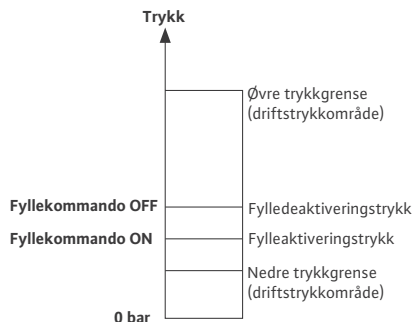 Trykk
Øvre trykkgrense
(driftstrykkområde)
Fyllekommando OFF
Fylledeaktiveringstrykk
Fyllekommando ON
Fylleaktiveringstrykk
Nedre trykkgrense
(driftstrykkområde)
0 bar